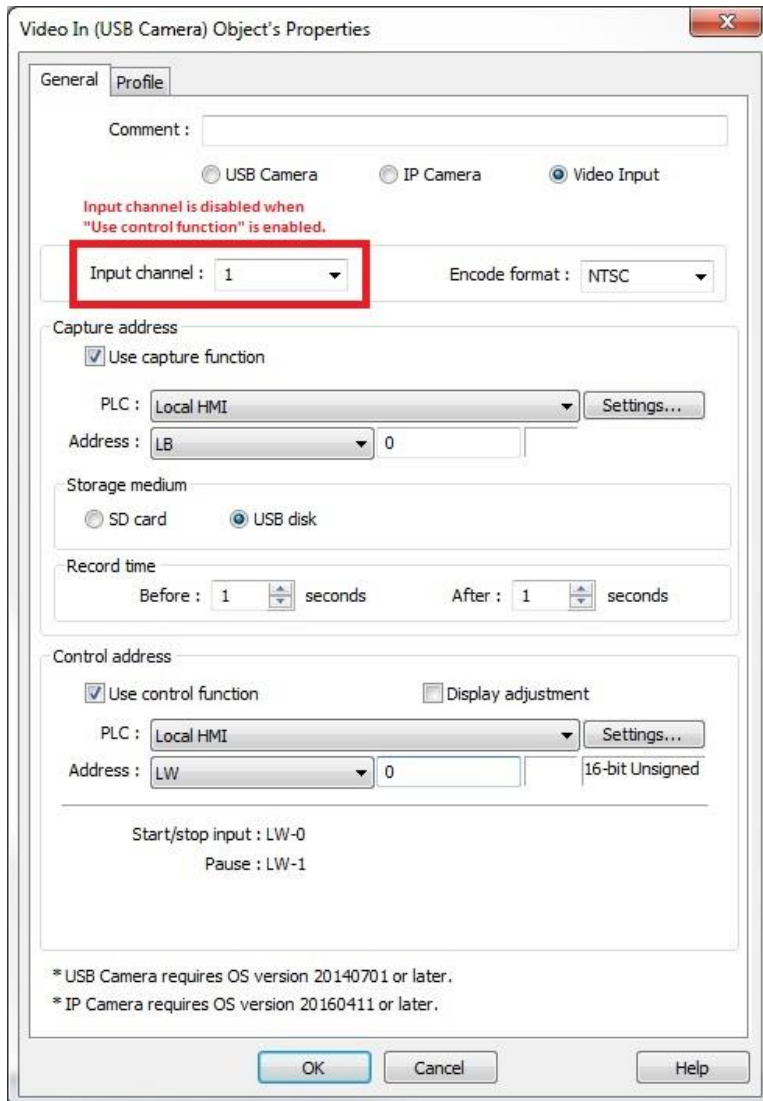 Video In (USB Camera) Object's Properties
General Profile
Comment :
USB Camera IP Camera Video Input
Input channel is disabled when
"Use control function" is enabled.
Input channel : 1 Encode format : NTSC
Capture address
Use capture function
PLC : Local HMI Settings...
Address : LB 0
Storage medium
SD card USB disk
Record time
Before : 1 seconds After : 1 seconds
Control address
Use control function Display adjustment
PLC : Local HMI Settings...
Address : LW 0 16-bit Unsigned
Start/stop input : LW-0
Pause : LW-1
* USB Camera requires OS version 20140701 or later.
* IP Camera requires OS version 20160411 or later.
OK Cancel Help